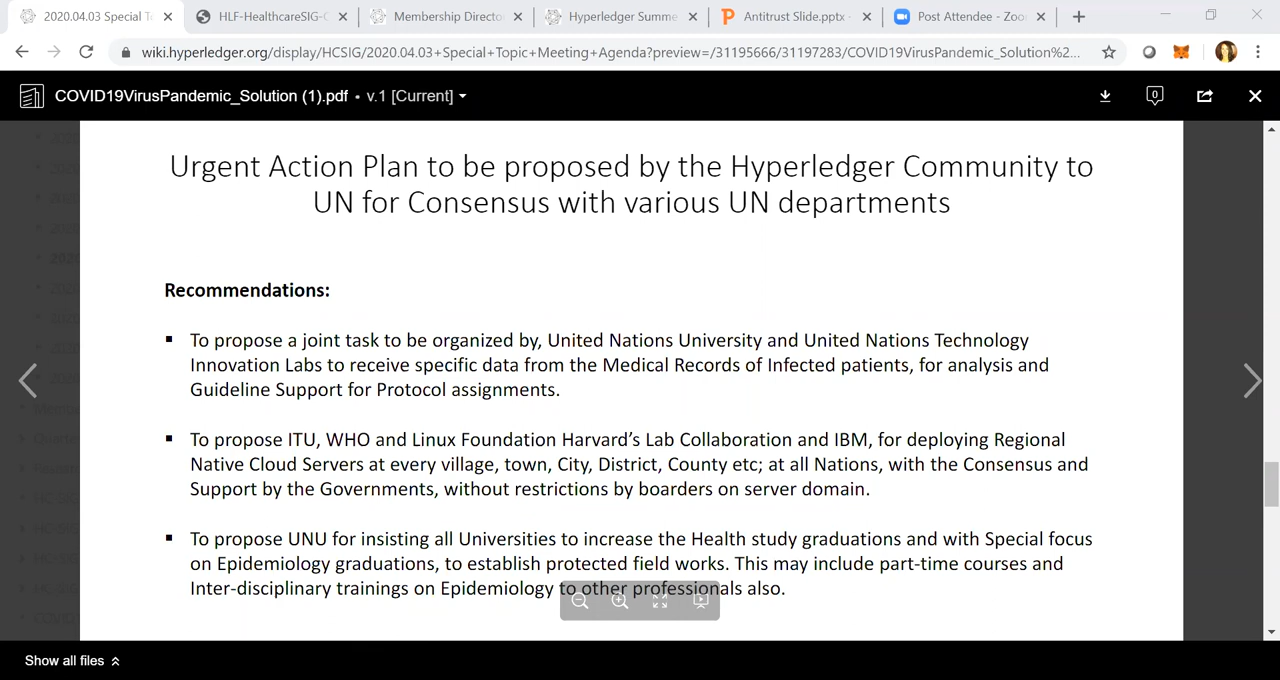 2020.04.03 Special T
HLF-HealthcareSIG-
Membership Directo
Hyperledger Summe
Antitrust Slide.pptx
Post Attendee - Zoo
wiki.hyperledger.org/display/HCSIG/2020.04.03+Special+Topic+Meeting+Agenda?preview=/31195666/31197283/COVID19VirusPandemic_Solution%2...
COVID19VirusPandemic_Solution (1).pdf • v.1 [Current]
0
Urgent Action Plan to be proposed by the Hyperledger Community to
UN for Consensus with various UN departments
Recommendations:
▪ To propose a joint task to be organized by, United Nations University and United Nations Technology
Innovation Labs to receive specific data from the Medical Records of Infected patients, for analysis and
Guideline Support for Protocol assignments.
▪ To propose ITU, WHO and Linux Foundation Harvard's Lab Collaboration and IBM, for deploying Regional
Native Cloud Servers at every village, town, City, District, County etc; at all Nations, with the Consensus and
Support by the Governments, without restrictions by boarders on server domain.
▪ To propose UNU for insisting all Universities to increase the Health study graduations and with Special focus
on Epidemiology graduations, to establish protected field works. This may include part-time courses and
Inter-disciplinary trainings on Epidemiology to other professionals also.
Show all files